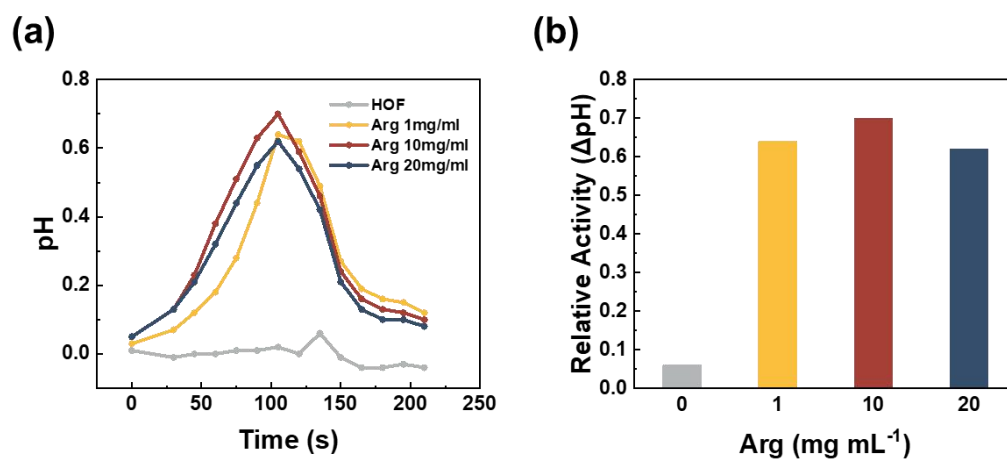 (a)
0.8
0.6
0.4
0.2
0.0
pH
HOF
Arg 1mg/ml
Arg 10mg/ml
Arg 20mg/ml
0
50
100
150
200
250
Time (s)
(b)
0.8
0.7
0.6
0.5
0.4
0.3
0.2
0.1
0.0
Relative Activity (ΔpH)
0
1
10
20
Arg (mg mL⁻¹)